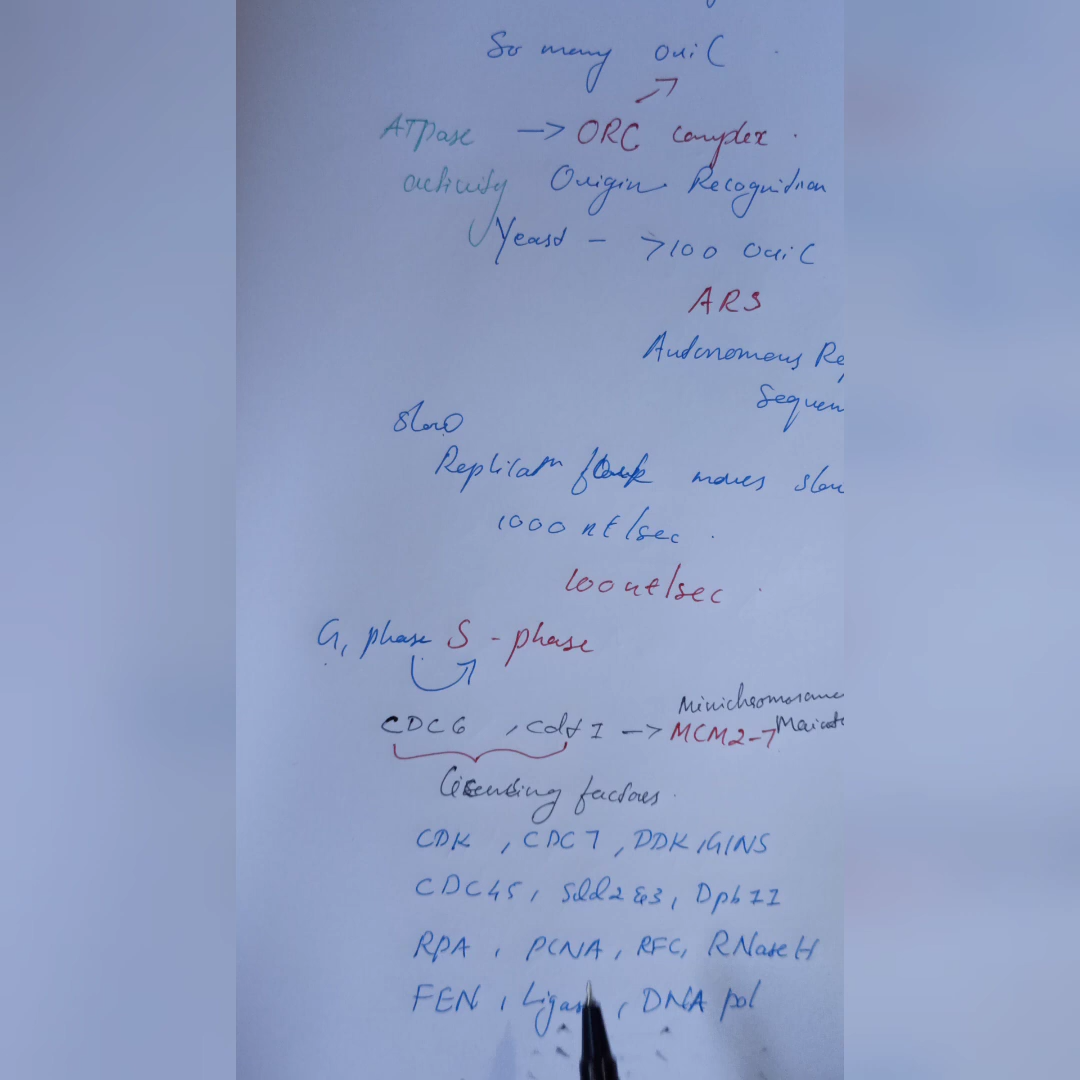 So many oriC
ATPase → ORC complex.
activity Origin Recognition
Yeast - >100 oriC
ARS
Autonomous Re
Sequen
Slow
Replicatn fork moves slow
1000 nt/sec.
100 nt/sec.
G1 phase S - phase
Minichromosome
CDC6, Cdt1 → MCM2-7 Mainte
Licensing factors.
CDK, CDC7, DDK, GINS
CDC45, Sld2 &3, Dpb11
RPA, PCNA, RFC, RNase H
FEN, Ligase, DNA pol